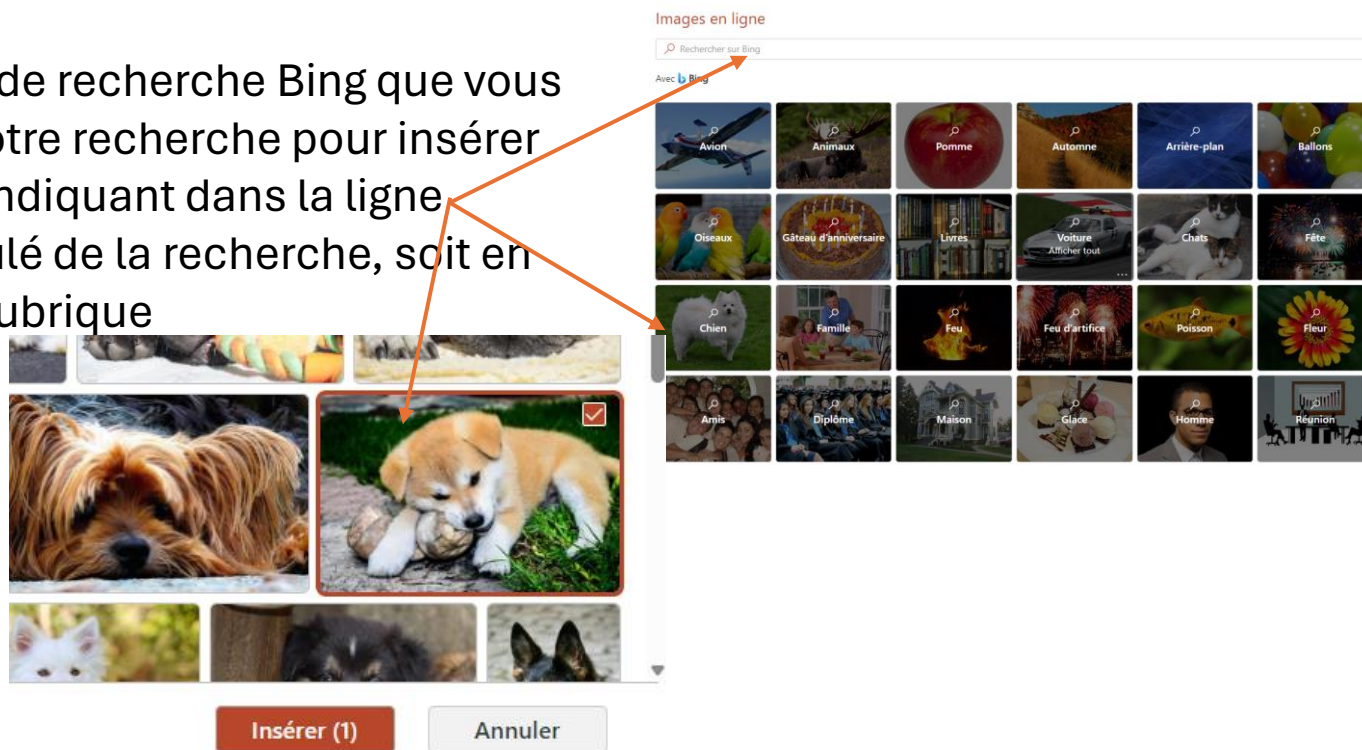 de recherche Bing que vous
otre recherche pour insérer
ndiquant dans la ligne
ulé de la recherche, soit en
ubrique
Images en ligne
Rechercher sur Bing
Avec Bing
Avion Animaux Pomme Automne Arrière-plan Ballons
Oiseaux Gâteau d'anniversaire Livres Voiture Chats Fête
Afficher tout
Chien Famille Feu Feu d'artifice Poisson Fleur
Amis Diplôme Maison Glace Homme Réunion
Insérer (1) Annuler